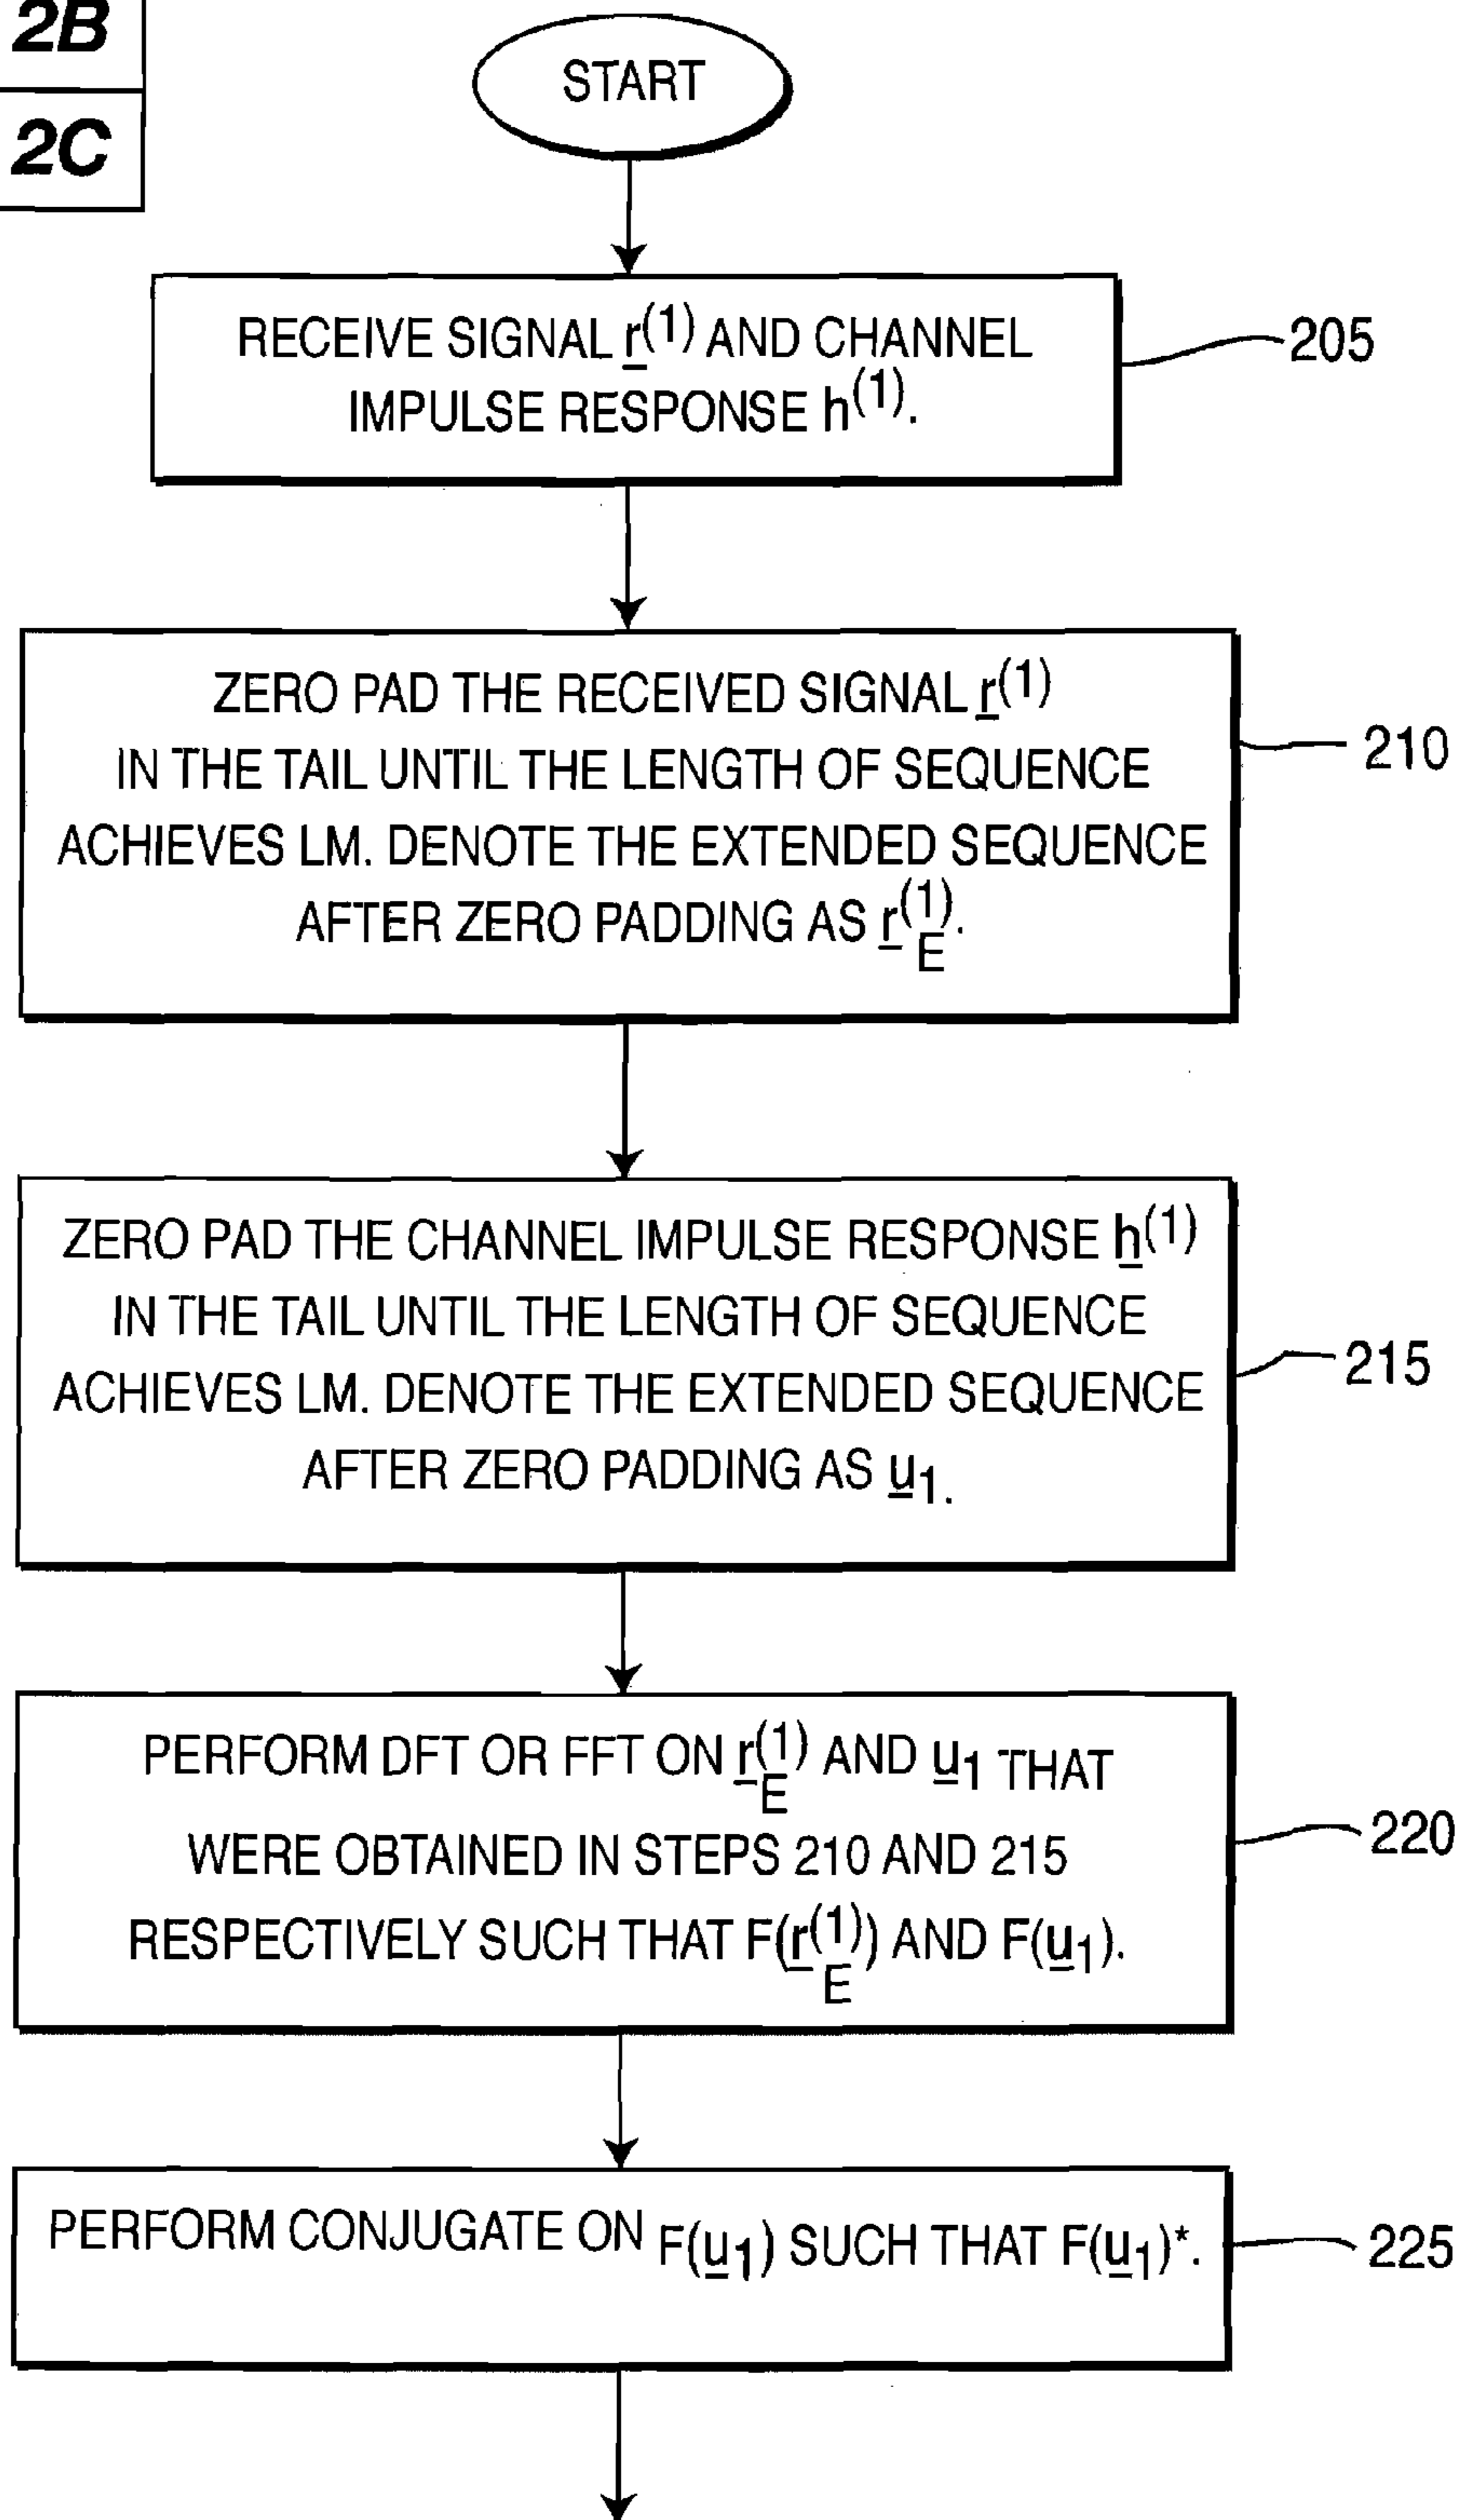 2B
2C
START
RECEIVE SIGNAL r(1) AND CHANNEL
IMPULSE RESPONSE h(1).
205
ZERO PAD THE RECEIVED SIGNAL r(1)
IN THE TAIL UNTIL THE LENGTH OF SEQUENCE
ACHIEVES LM. DENOTE THE EXTENDED SEQUENCE
AFTER ZERO PADDING AS r(1)E.
210
ZERO PAD THE CHANNEL IMPULSE RESPONSE h(1)
IN THE TAIL UNTIL THE LENGTH OF SEQUENCE
ACHIEVES LM. DENOTE THE EXTENDED SEQUENCE
AFTER ZERO PADDING AS u1.
215
PERFORM DFT OR FFT ON r(1)E AND u1 THAT
WERE OBTAINED IN STEPS 210 AND 215
RESPECTIVELY SUCH THAT F(r(1)E) AND F(u1).
220
PERFORM CONJUGATE ON F(u1) SUCH THAT F(u1)*.
225